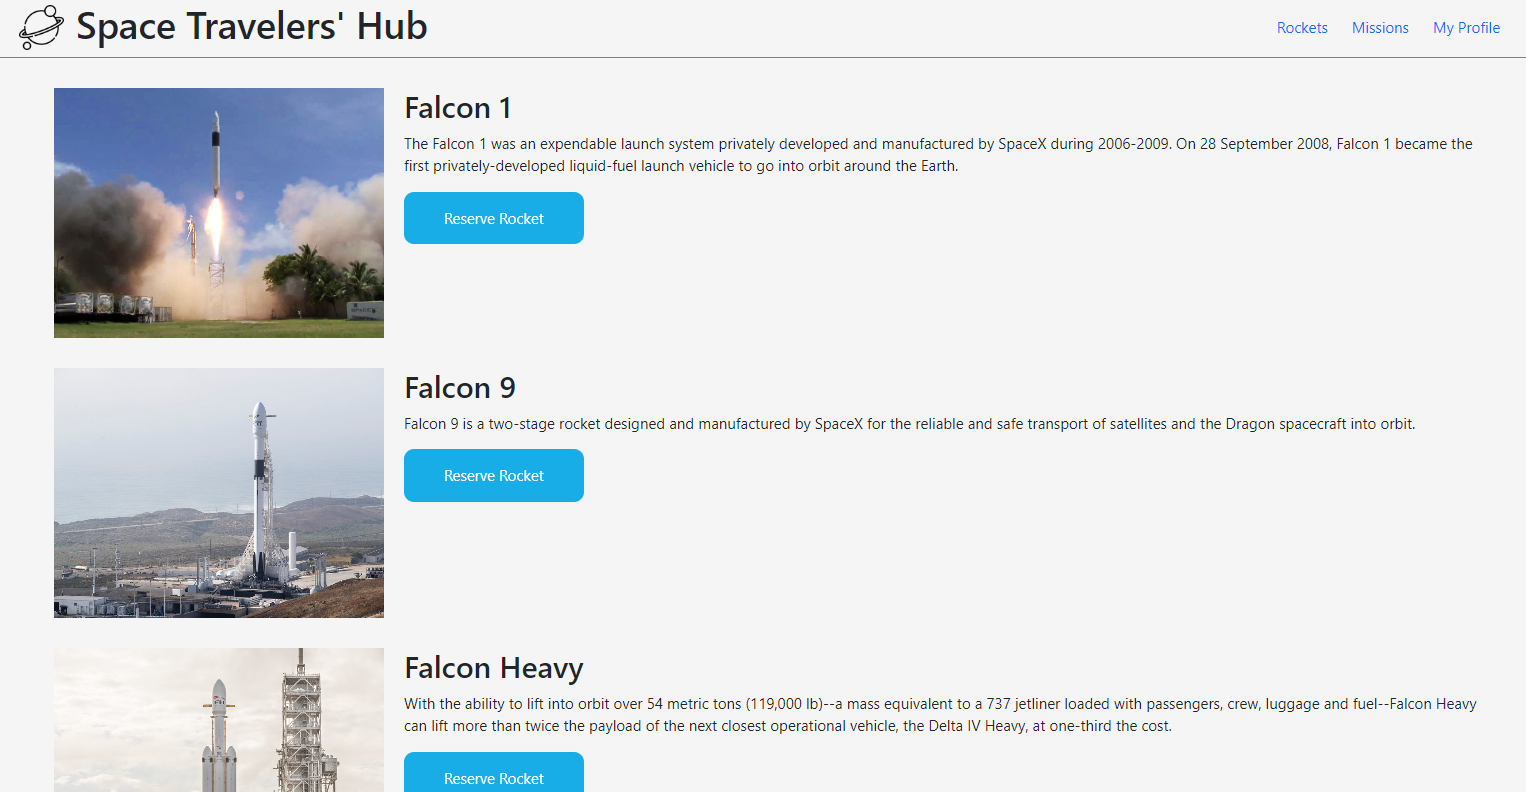 Space Travelers' Hub
Rockets
Missions
My Profile
Falcon 1
The Falcon 1 was an expendable launch system privately developed and manufactured by SpaceX during 2006-2009. On 28 September 2008, Falcon 1 became the
first privately-developed liquid-fuel launch vehicle to go into orbit around the Earth.
Reserve Rocket
Falcon 9
Falcon 9 is a two-stage rocket designed and manufactured by SpaceX for the reliable and safe transport of satellites and the Dragon spacecraft into orbit.
Reserve Rocket
Falcon Heavy
With the ability to lift into orbit over 54 metric tons (119,000 lb)--a mass equivalent to a 737 jetliner loaded with passengers, crew, luggage and fuel--Falcon Heavy
can lift more than twice the payload of the next closest operational vehicle, the Delta IV Heavy, at one-third the cost.
Reserve Rocket